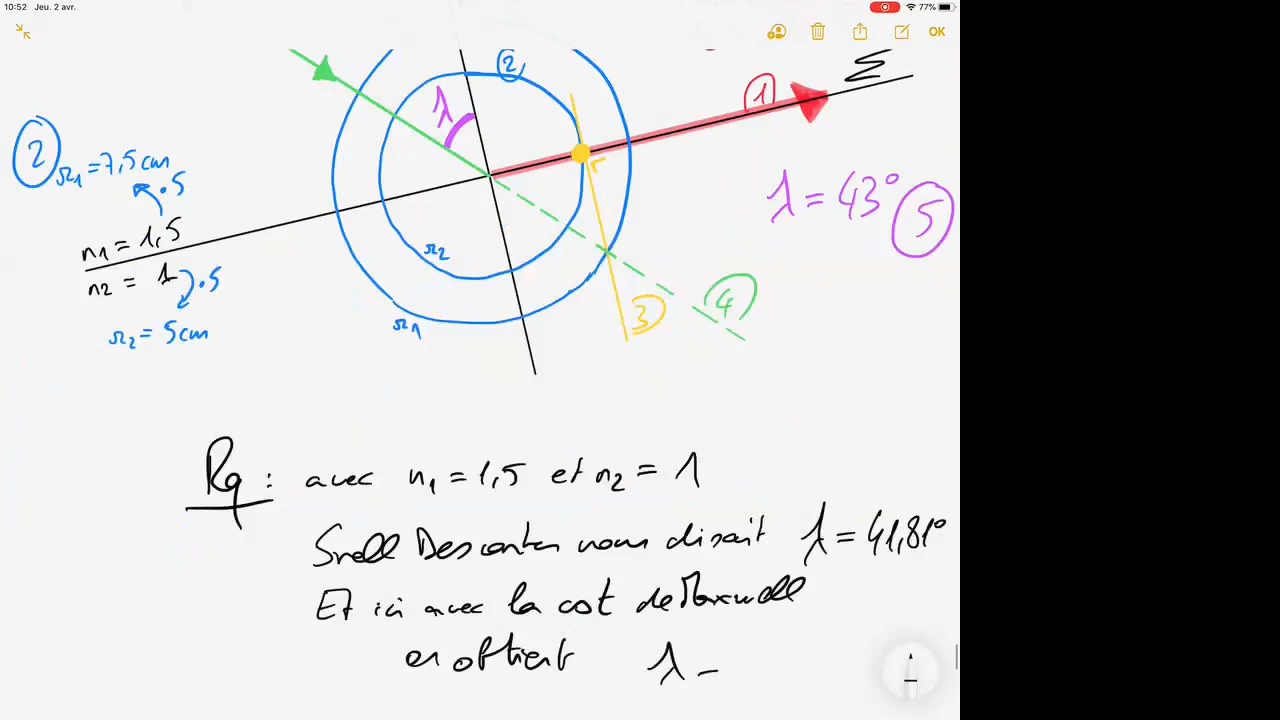 10:52 Jeu. 2 avr.
77%
OK
2
λ
1
Σ
2 r1 = 7,5cm
.5
λ = 43° 5
n1 = 1,5
n2 = 1 .5
r2
4
r2 = 5cm
r1
3
Rq : avec n1 = 1,5 et n2 = 1
Snell Descartes nous disait λ = 41,81°
Et ici avec la cst de Maxwell
on obtient λ =